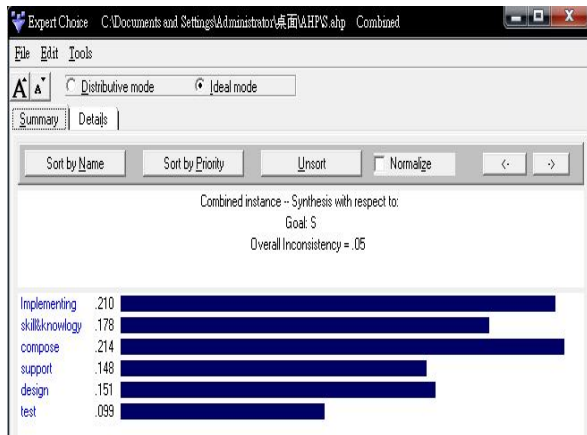 Expert Choice C:\Documents and Settings\Administrator\桌面\AHP\S.ahp Combined
File Edit Tools
A A Distributive mode Ideal mode
Summary Details
Sort by Name Sort by Priority Unsort Normalize <- ->
Combined instance -- Synthesis with respect to:
Goal: S
Overall Inconsistency = .05
Implementing .210
skill&knowlogy .178
compose .214
support .148
design .151
test .099